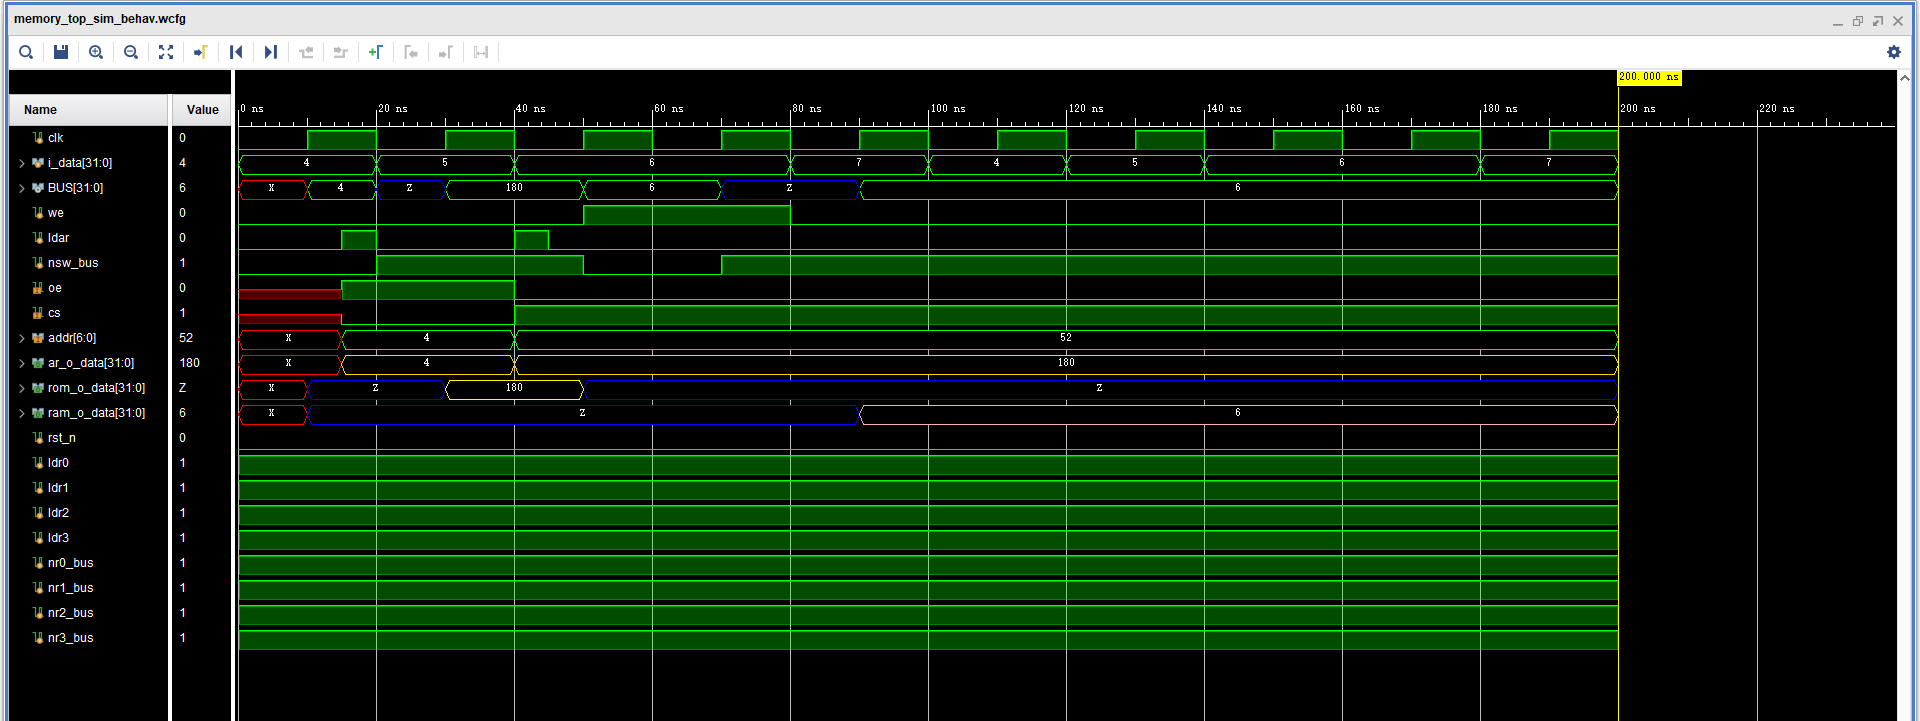 memory_top_sim_behav.wcfg
200.000 ns
Name Value
0 ns 20 ns 40 ns 60 ns 80 ns 100 ns 120 ns 140 ns 160 ns 180 ns 200 ns 220 ns
clk 0
i_data[31:0] 4 4 5 6 7 4 5 6 7
BUS[31:0] 6 X 4 Z 180 6 Z 6
we 0
ldar 0
nsw_bus 1
oe 0
cs 1
addr[6:0] 52 X 4 52
ar_o_data[31:0] 180 X 4 180
rom_o_data[31:0] Z X Z 180 Z
ram_o_data[31:0] 6 X Z 6
rst_n 0
ldr0 1
ldr1 1
ldr2 1
ldr3 1
nr0_bus 1
nr1_bus 1
nr2_bus 1
nr3_bus 1